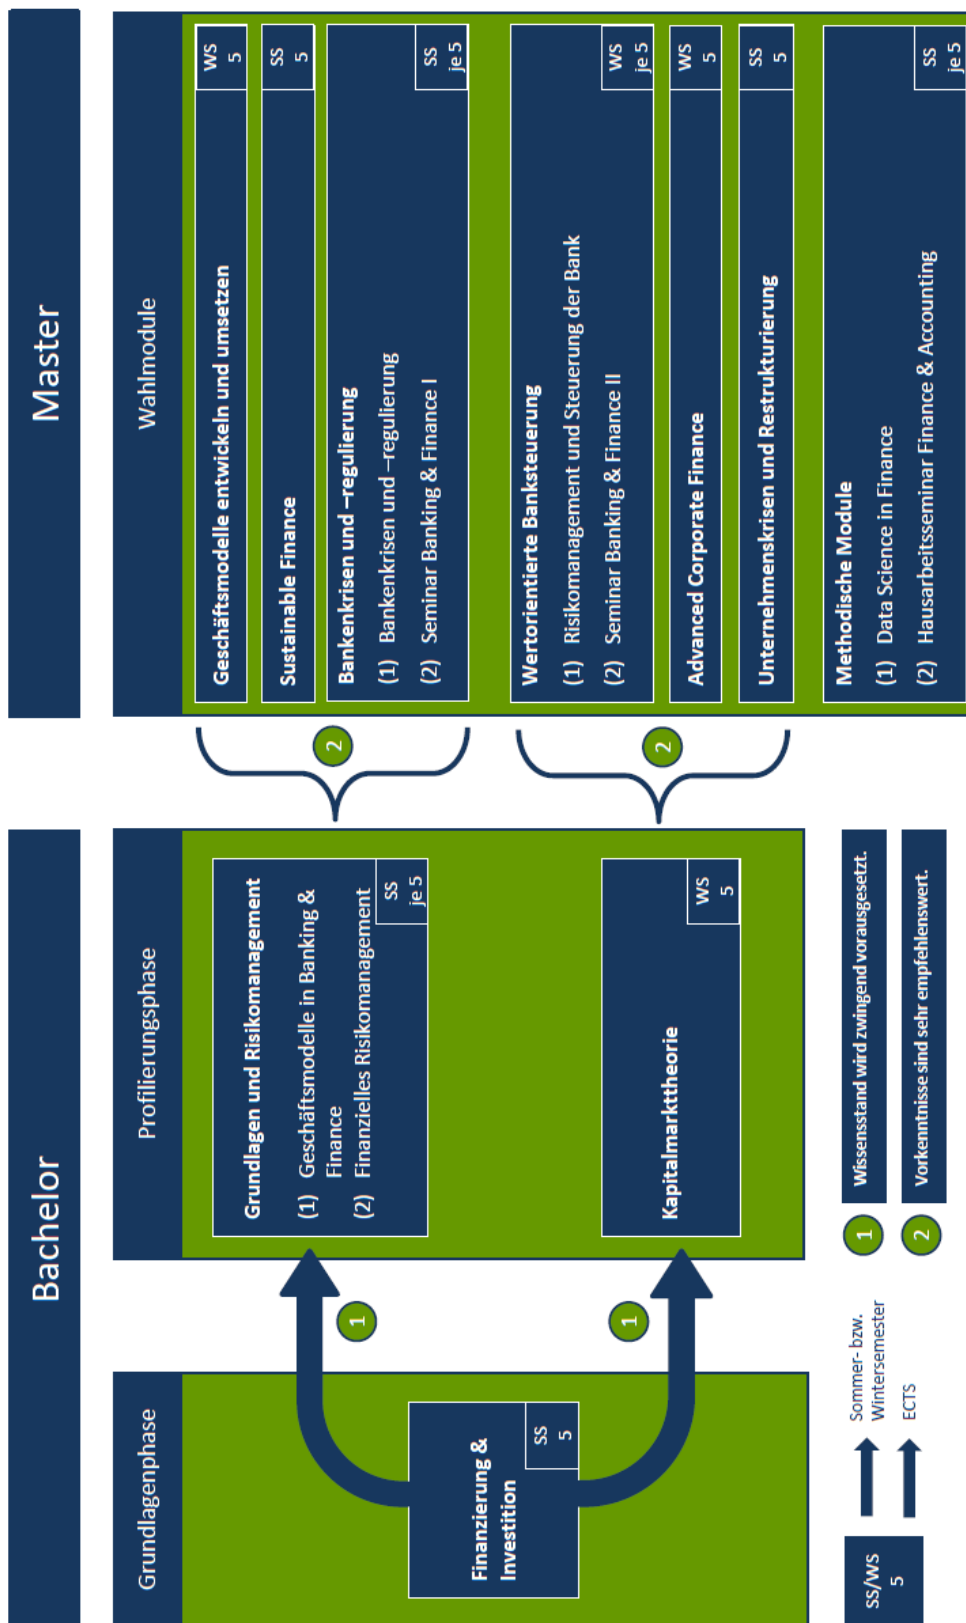 Bachelor
Master
Grundlagenphase
Profilierungsphase
Wahlmodule
Finanzierung &
Investition
SS
5
1
1
Grundlagen und Risikomanagement
(1) Geschäftsmodelle in Banking &
Finance
(2) Finanzielles Risikomanagement
SS
je 5
Kapitalmarkttheorie
WS
5
2
2
Geschäftsmodelle entwickeln und umsetzen
WS
5
Sustainable Finance
SS
5
Bankenkrisen und –regulierung
(1) Bankenkrisen und –regulierung
(2) Seminar Banking & Finance I
SS
je 5
Wertorientierte Banksteuerung
(1) Risikomanagement und Steuerung der Bank
(2) Seminar Banking & Finance II
WS
je 5
Advanced Corporate Finance
WS
5
Unternehmenskrisen und Restrukturierung
SS
5
Methodische Module
(1) Data Science in Finance
(2) Hausarbeitsseminar Finance & Accounting
SS
je 5
SS/WS
5
Sommer- bzw.
Wintersemester
ECTS
1
Wissensstand wird zwingend vorausgesetzt.
2
Vorkenntnisse sind sehr empfehlenswert.